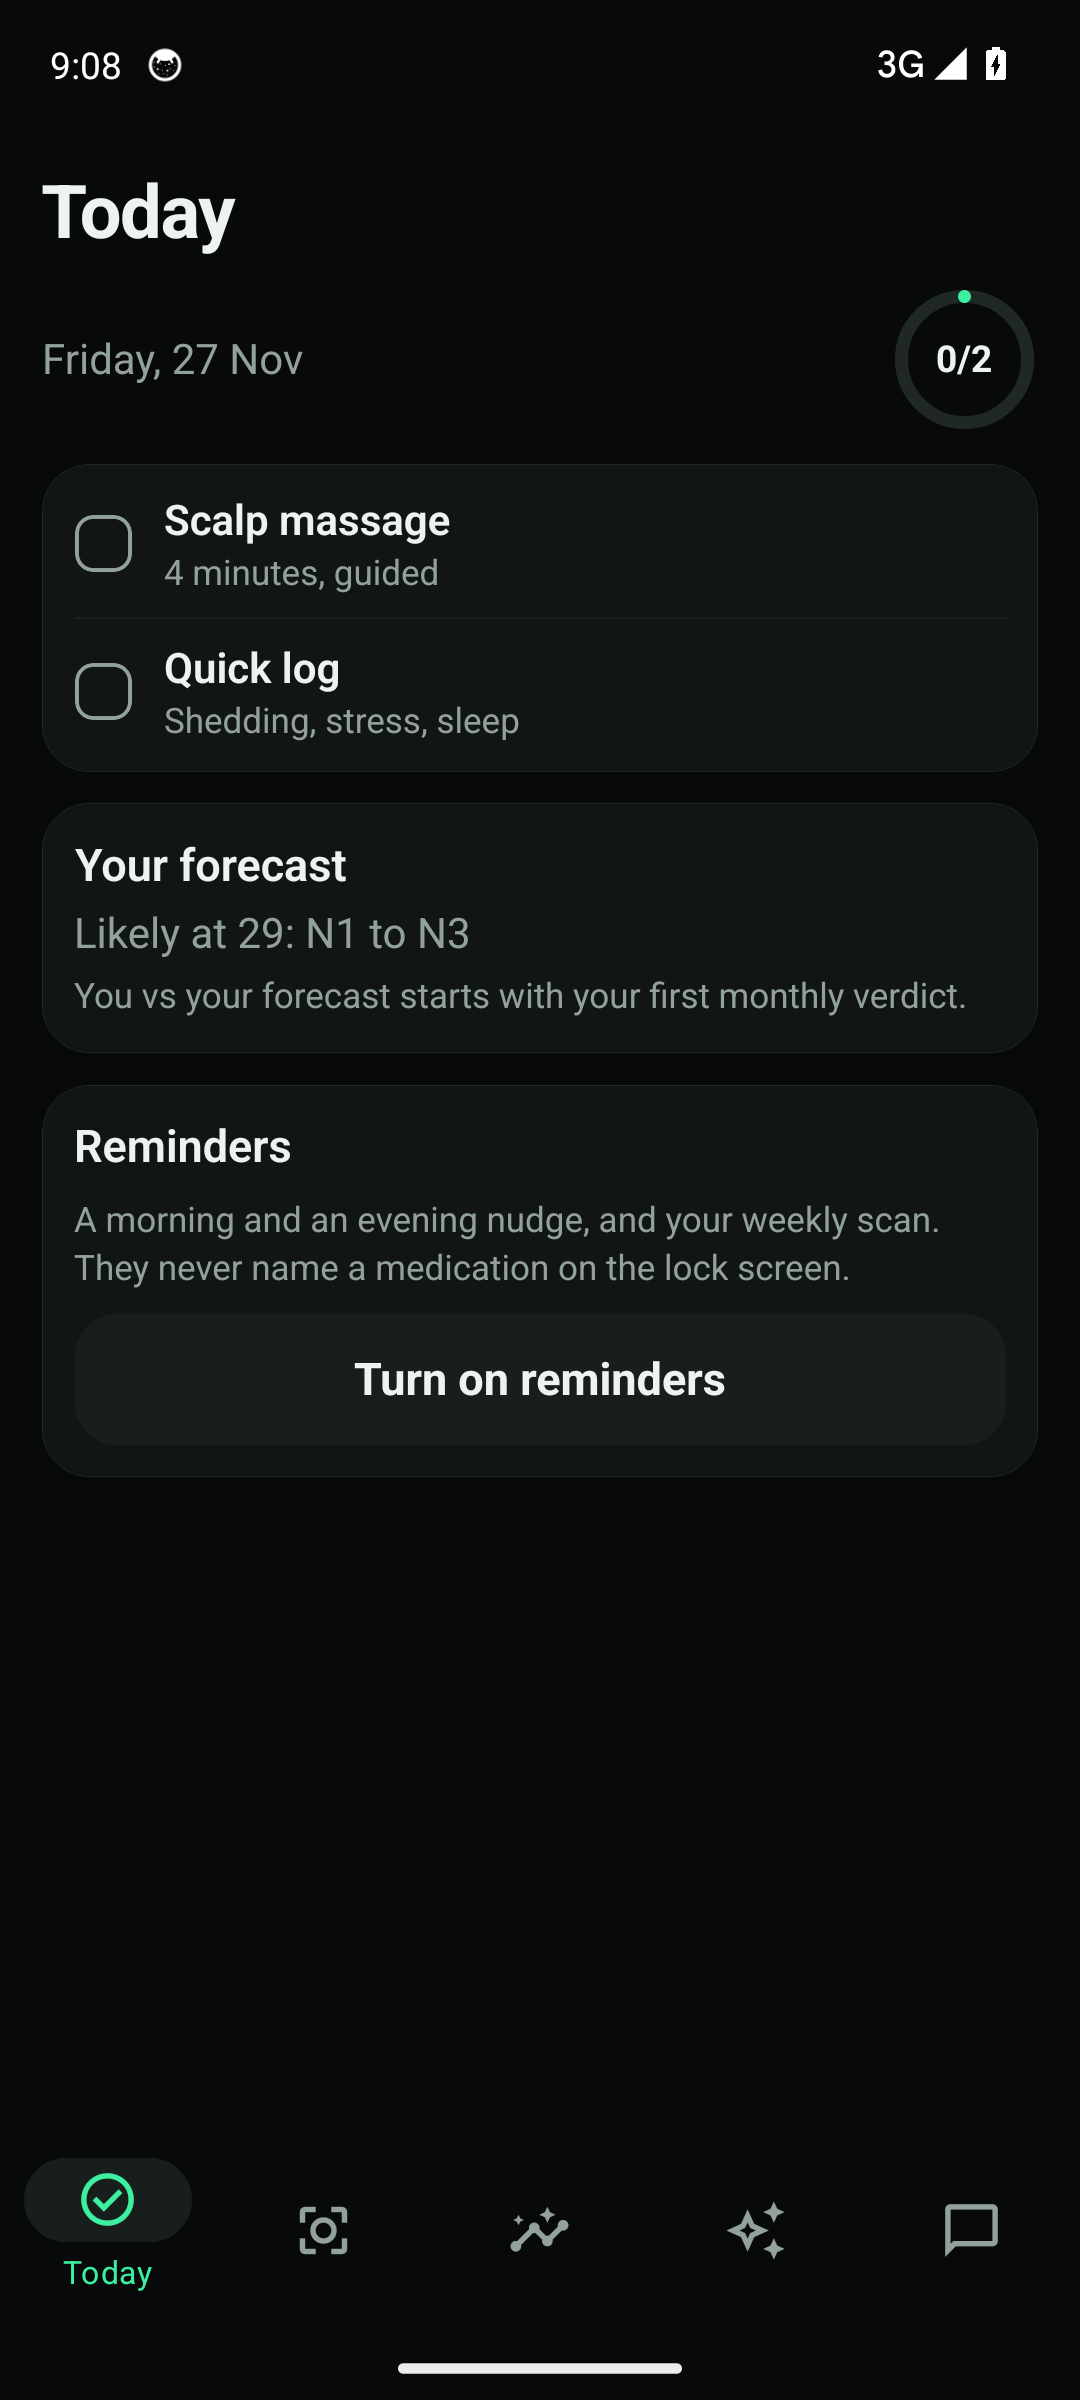 9:08
3G
Today
Friday, 27 Nov
0/2
Scalp massage
4 minutes, guided
Quick log
Shedding, stress, sleep
Your forecast
Likely at 29: N1 to N3
You vs your forecast starts with your first monthly verdict.
Reminders
A morning and an evening nudge, and your weekly scan.
They never name a medication on the lock screen.
Turn on reminders
Today